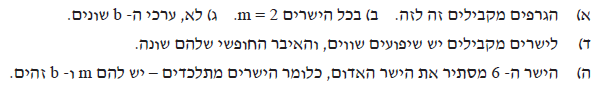 א) הגרפים מקבילים זה לזה. ב) בכל הישרים m = 2. ג) לא, ערכי ה- b שונים.
ד) לישרים מקבילים יש שיפועים שווים, והאיבר החופשי שלהם שונה.
ה) הישר ה- 6 מסתיר את הישר האדום, כלומר הישרים מתלכדים – יש להם m ו- b זהים.